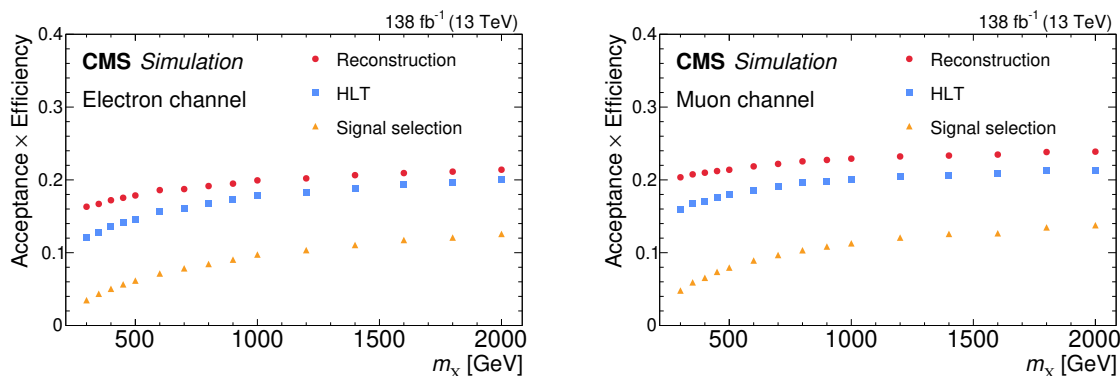 138 fb⁻¹ (13 TeV)
0.4
0.3
0.2
0.1
0
Acceptance × Efficiency
CMS Simulation
Electron channel
Reconstruction
HLT
Signal selection
500
1000
1500
2000
m_X [GeV]
138 fb⁻¹ (13 TeV)
0.4
0.3
0.2
0.1
0
Acceptance × Efficiency
CMS Simulation
Muon channel
Reconstruction
HLT
Signal selection
500
1000
1500
2000
m_X [GeV]